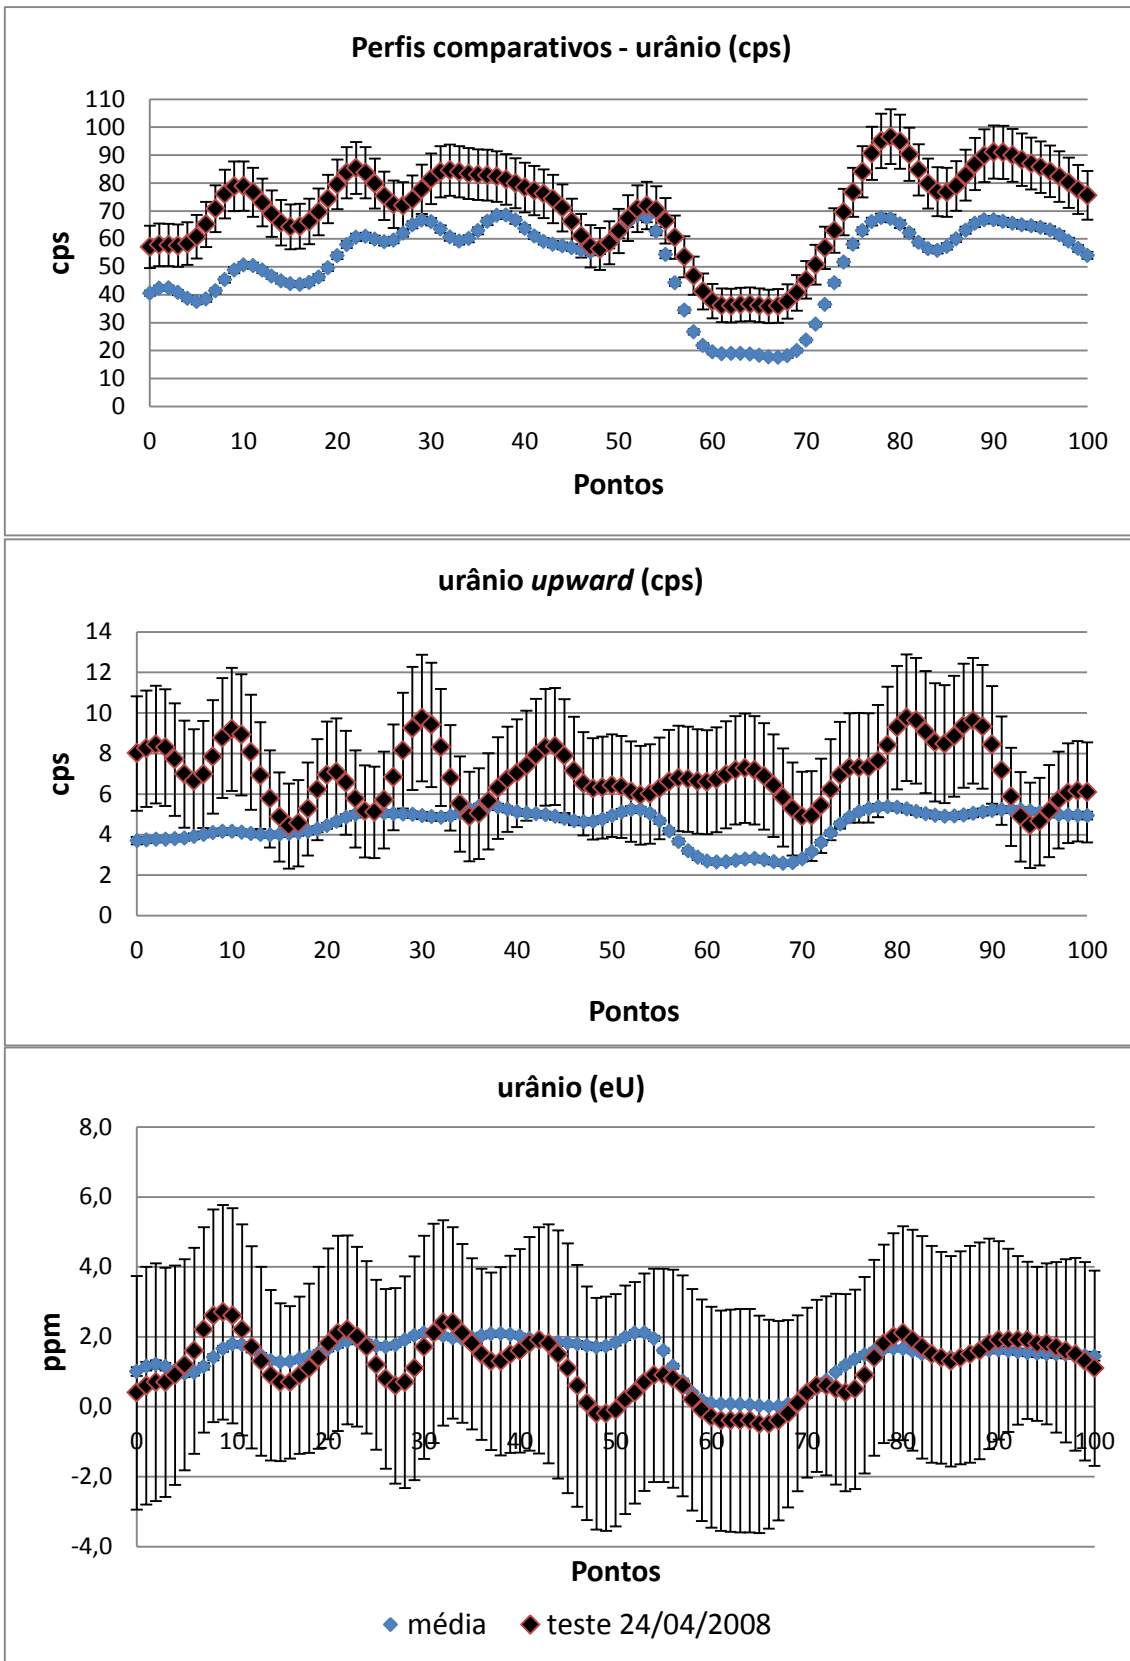 Perfis comparativos - urânio (cps)
110
100
90
80
70
60
50
40
30
20
10
0
cps
0 10 20 30 40 50 60 70 80 90 100
Pontos
urânio upward (cps)
14
12
10
8
6
4
2
0
cps
0 10 20 30 40 50 60 70 80 90 100
Pontos
urânio (eU)
8,0
6,0
4,0
2,0
0,0
-2,0
-4,0
ppm
0 10 20 30 40 50 60 70 80 90 100
Pontos
média teste 24/04/2008